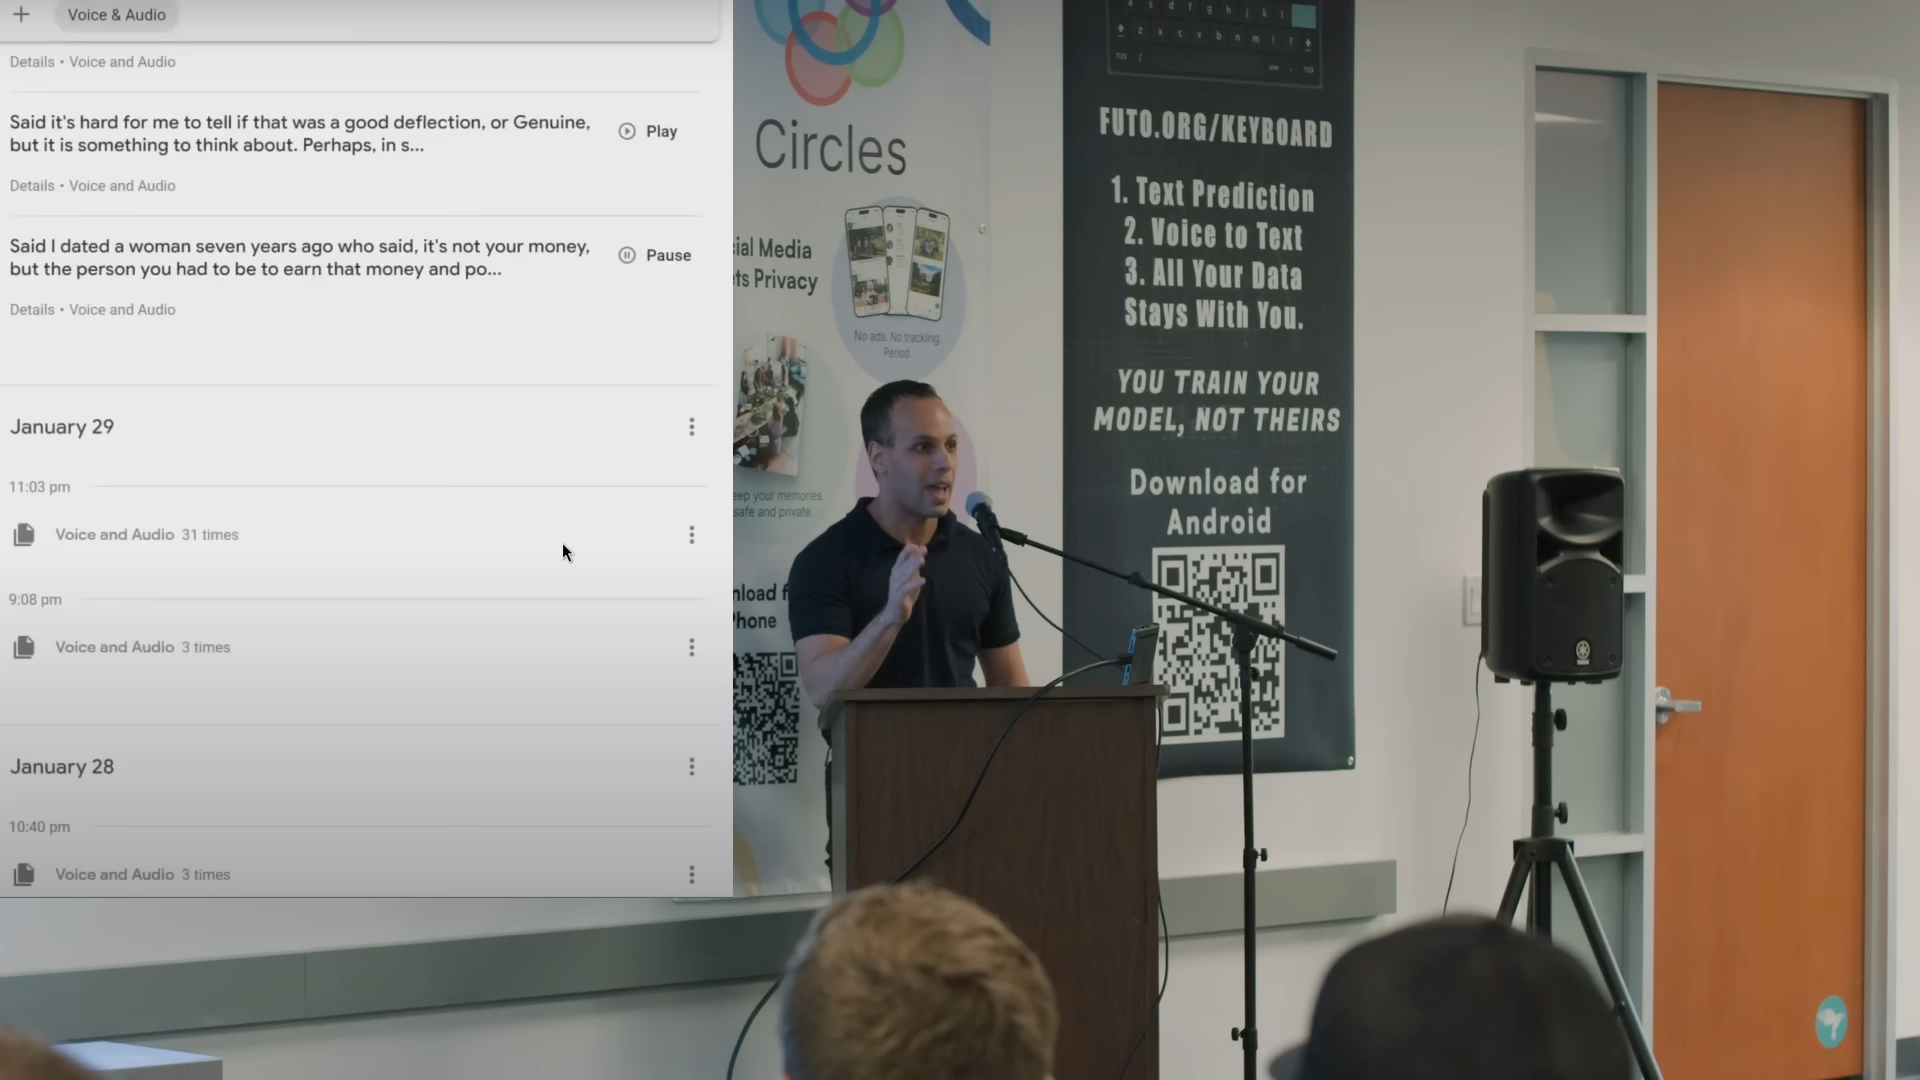 Voice & Audio
Details • Voice and Audio
Said it's hard for me to tell if that was a good deflection, or Genuine,
but it is something to think about. Perhaps, in s...
Play
Details • Voice and Audio
Said I dated a woman seven years ago who said, it's not your money,
but the person you had to be to earn that money and po...
Pause
Details • Voice and Audio
January 29
11:03 pm
Voice and Audio 31 times
9:08 pm
Voice and Audio 3 times
January 28
10:40 pm
Voice and Audio 3 times
Circles
ial Media
ts Privacy
No ads. No tracking.
Period.
eep your memories
safe and private.
nload f
hone
a s d f g h j k l
z x c v b n m ! ?
FUTO.ORG/KEYBOARD
1. Text Prediction
2. Voice to Text
3. All Your Data
Stays With You.
YOU TRAIN YOUR
MODEL, NOT THEIRS
Download for
Android